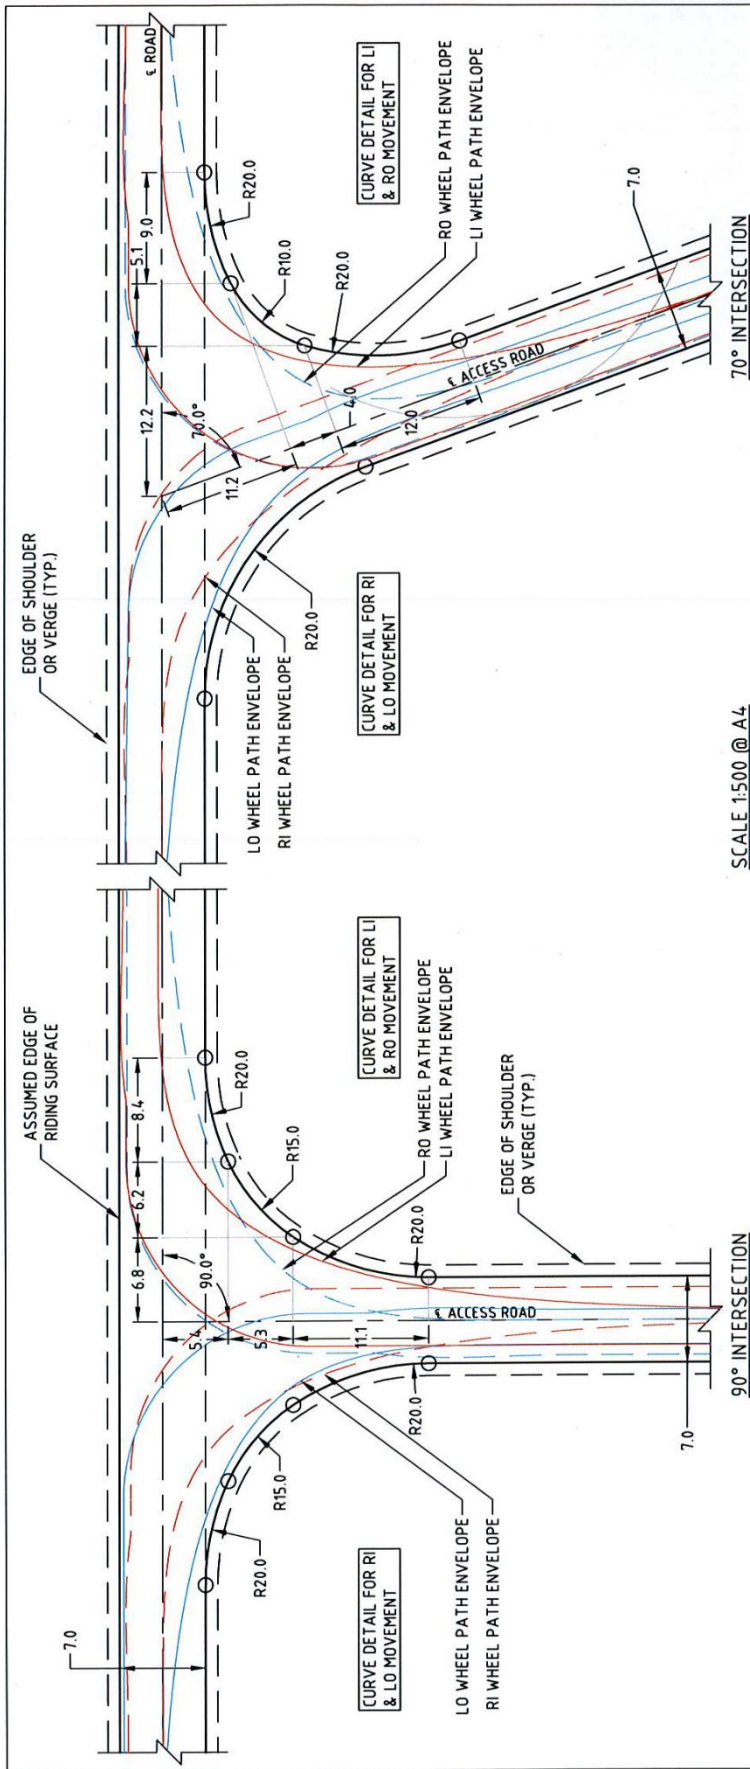 ASSUMED EDGE OF
RIDING SURFACE
EDGE OF SHOULDER
OR VERGE (TYP.)
7.0
6.8
6.2
8.4
90.0°
5.4
5.3
11.1
R20.0
R15.0
R20.0
R20.0
R15.0
R20.0
℄ ACCESS ROAD
7.0
CURVE DETAIL FOR RI
& LO MOVEMENT
LO WHEEL PATH ENVELOPE
RI WHEEL PATH ENVELOPE
CURVE DETAIL FOR LI
& RO MOVEMENT
RO WHEEL PATH ENVELOPE
LI WHEEL PATH ENVELOPE
EDGE OF SHOULDER
OR VERGE (TYP.)
90° INTERSECTION
SCALE 1:500 @ A4
℄ ROAD
12.2
5.1
9.0
70.0°
11.2
4.0
12.0
R20.0
R20.0
R10.0
R20.0
℄ ACCESS ROAD
7.0
LO WHEEL PATH ENVELOPE
RI WHEEL PATH ENVELOPE
CURVE DETAIL FOR RI
& LO MOVEMENT
CURVE DETAIL FOR LI
& RO MOVEMENT
RO WHEEL PATH ENVELOPE
LI WHEEL PATH ENVELOPE
70° INTERSECTION